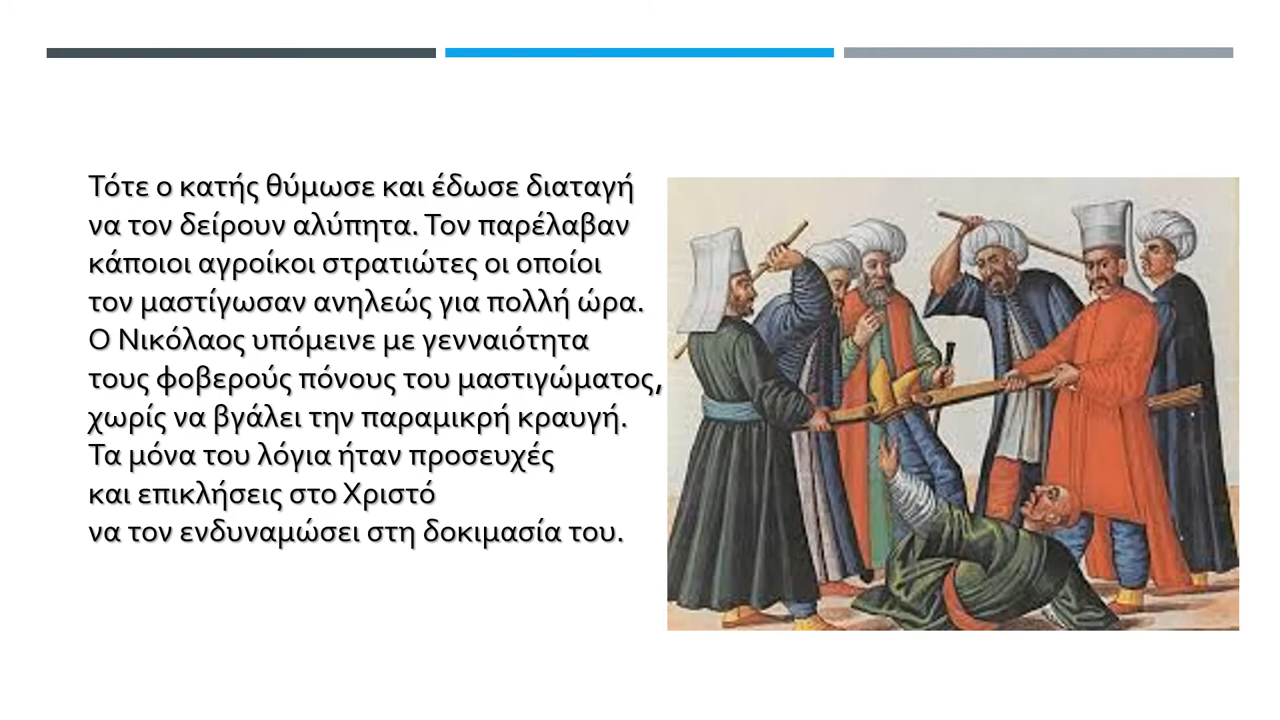 Τότε ο κατής θύμωσε και έδωσε διαταγή
να τον δείρουν αλύπητα. Τον παρέλαβαν
κάποιοι αγροίκοι στρατιώτες οι οποίοι
τον μαστίγωσαν ανηλεώς για πολλή ώρα.
Ο Νικόλαος υπόμεινε με γενναιότητα
τους φοβερούς πόνους του μαστιγώματος,
χωρίς να βγάλει την παραμικρή κραυγή.
Τα μόνα του λόγια ήταν προσευχές
και επικλήσεις στο Χριστό
να τον ενδυναμώσει στη δοκιμασία του.